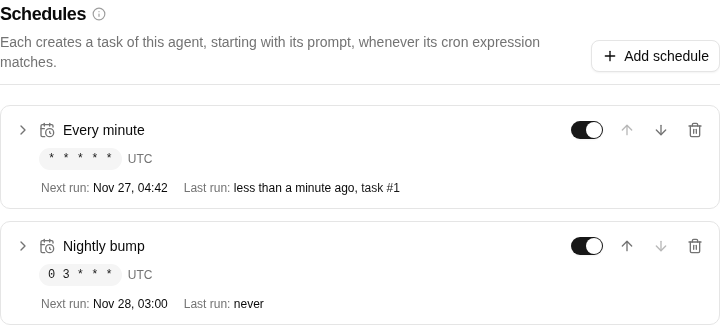 Schedules
Each creates a task of this agent, starting with its prompt, whenever its cron expression
matches.
Add schedule
Every minute
* * * * * UTC
Next run: Nov 27, 04:42 Last run: less than a minute ago, task #1
Nightly bump
0 3 * * * UTC
Next run: Nov 28, 03:00 Last run: never